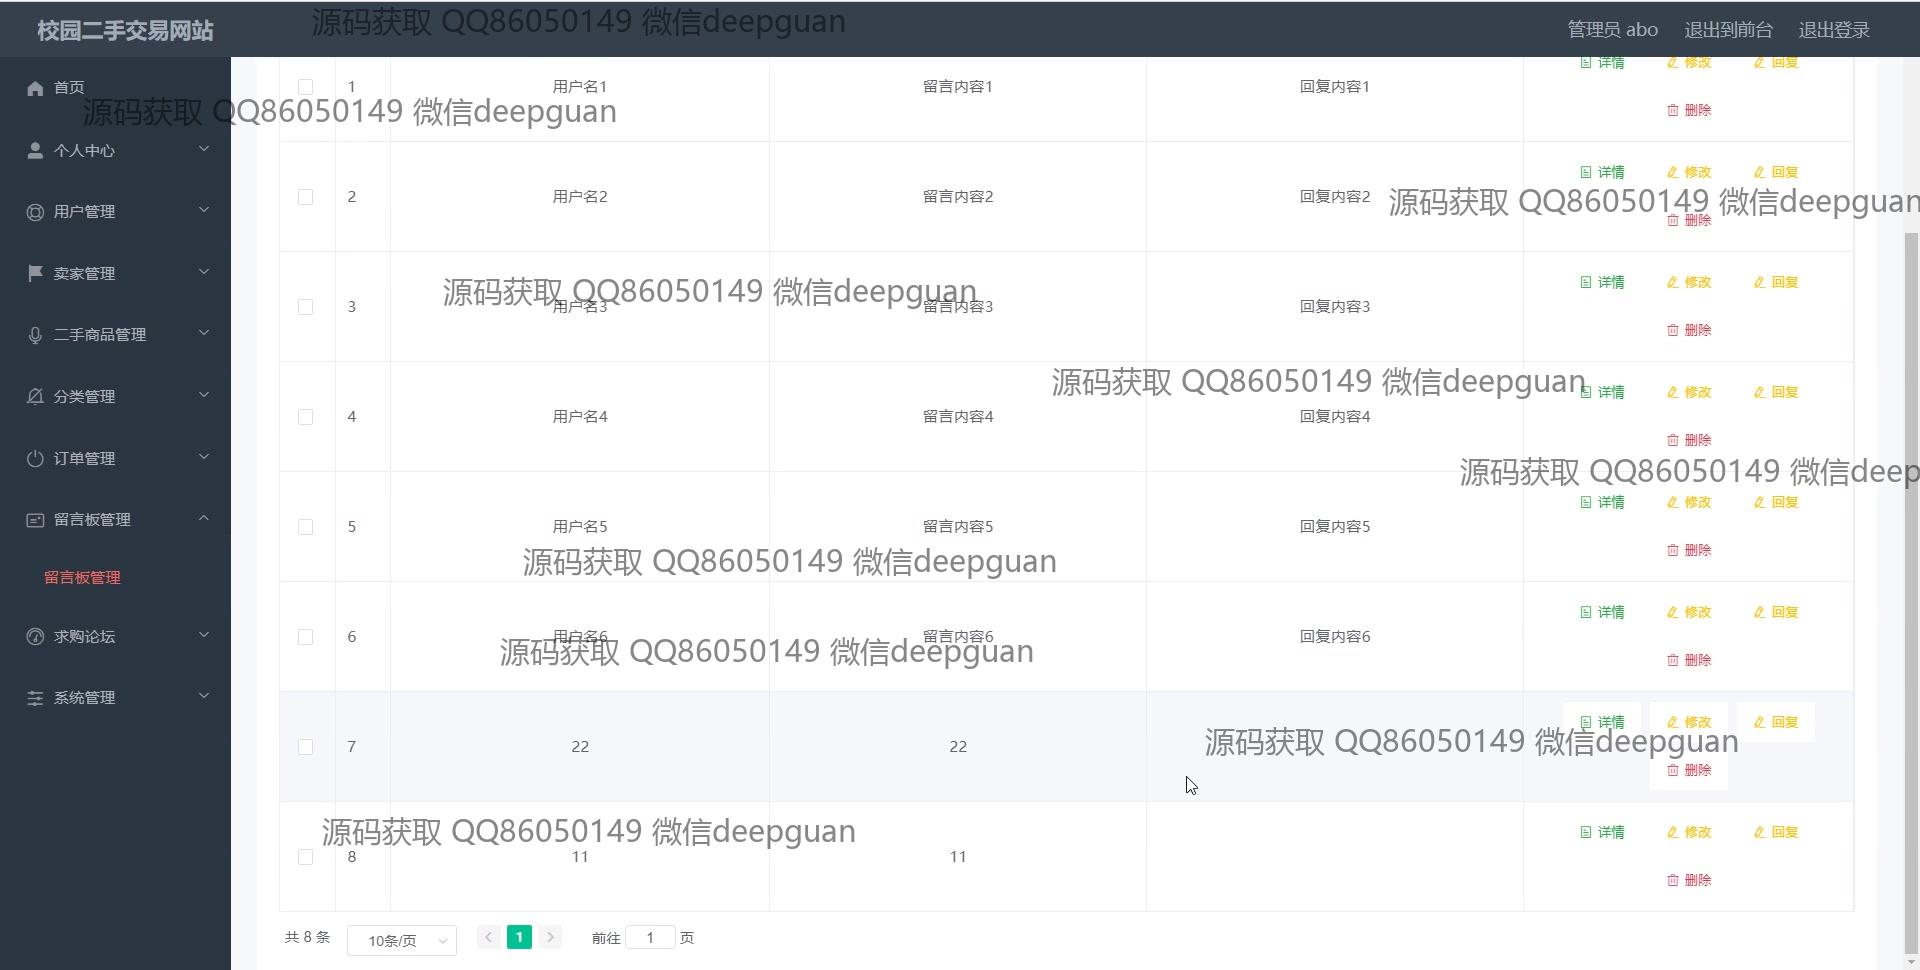 校园二手交易网站
源码获取 QQ86050149 微信deepguan
管理员 abo
退出到前台
退出登录
首页
个人中心
用户管理
卖家管理
二手商品管理
分类管理
订单管理
留言板管理
留言板管理
求购论坛
系统管理
源码获取 QQ86050149 微信deepguan
1 用户名1 留言内容1 回复内容1 详情 修改 回复
删除
2 用户名2 留言内容2 回复内容2 详情 修改 回复
源码获取 QQ86050149 微信deepguan
删除
源码获取 QQ86050149 微信deepguan
3 用户名3 留言内容3 回复内容3 详情 修改 回复
删除
源码获取 QQ86050149 微信deepguan
4 用户名4 留言内容4 回复内容4 详情 修改 回复
删除
源码获取 QQ86050149 微信deep
5 用户名5 留言内容5 回复内容5 详情 修改 回复
删除
源码获取 QQ86050149 微信deepguan
6 用户名6 留言内容6 回复内容6 详情 修改 回复
删除
源码获取 QQ86050149 微信deepguan
7 22 22 详情 修改 回复
删除
源码获取 QQ86050149 微信deepguan
源码获取 QQ86050149 微信deepguan
8 11 11 详情 修改 回复
删除
共 8 条 10条/页 1 前往 1 页